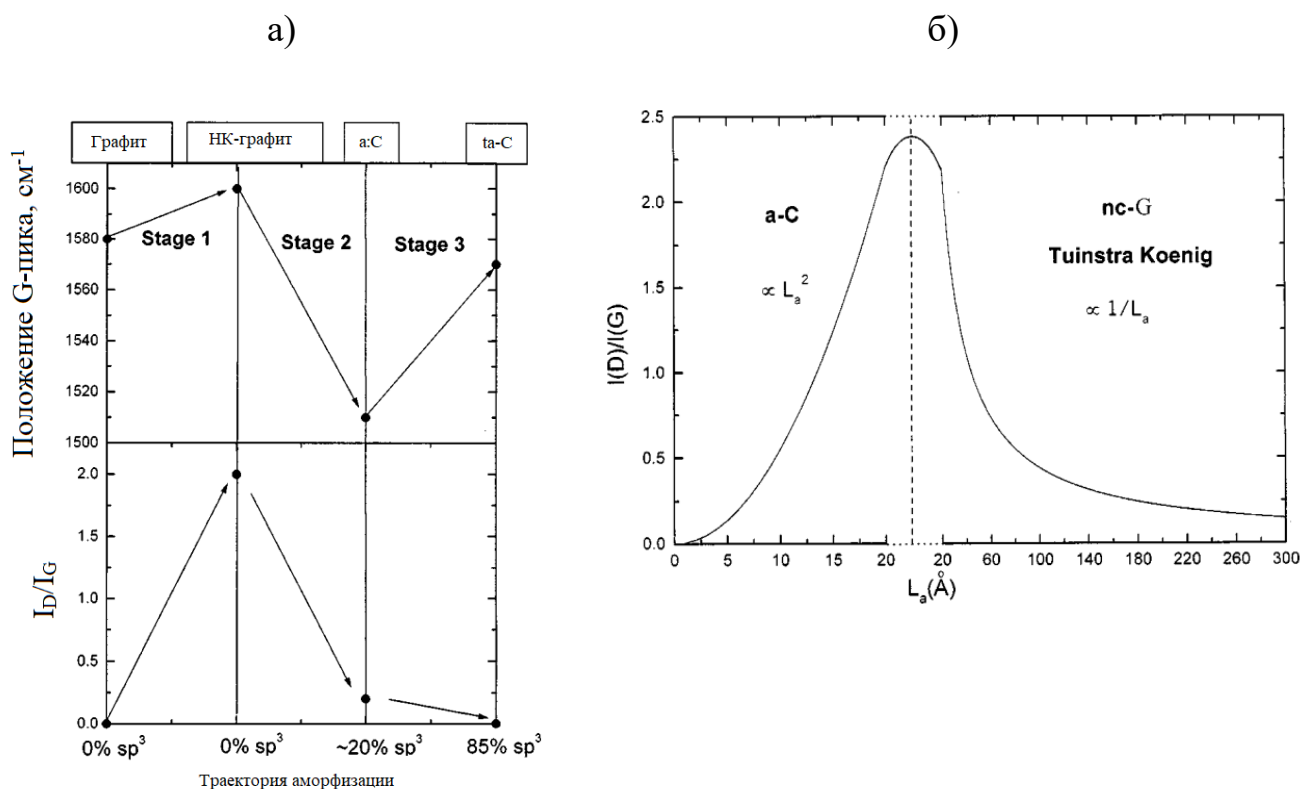 а)
б)
Графит
НК-графит
a:C
ta-C
Положение G-пика, см⁻¹
1600
1580
1560
1540
1520
1500
Stage 1
Stage 2
Stage 3
I_D/I_G
2.0
1.5
1.0
0.5
0.0
0% sp³
0% sp³
~20% sp³
85% sp³
Траектория аморфизации
I(D)/I(G)
2.5
2.0
1.5
1.0
0.5
0.0
a-C
∝ Lₐ²
nc-G
Tuinstra Koenig
∝ 1/Lₐ
0 5 10 15 20 20 60 100 140 180 220 260 300
Lₐ(Å)